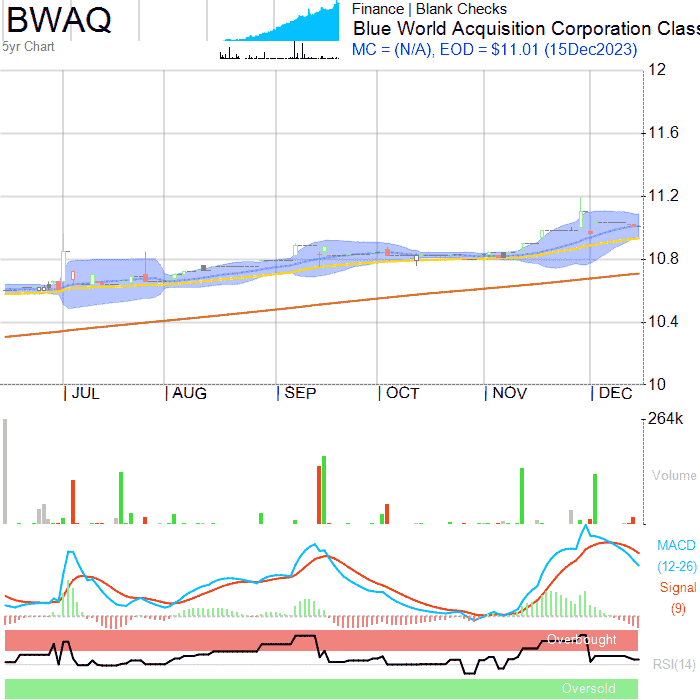 BWAQ
5yr Chart
Finance | Blank Checks
Blue World Acquisition Corporation Class
MC = (N/A), EOD = $11.01 (15Dec2023)
12
11.6
11.2
10.8
10.4
10
JUL AUG SEP OCT NOV DEC
264k
Volume
MACD
(12-26)
Signal
(9)
Overbought
RSI(14)
Oversold